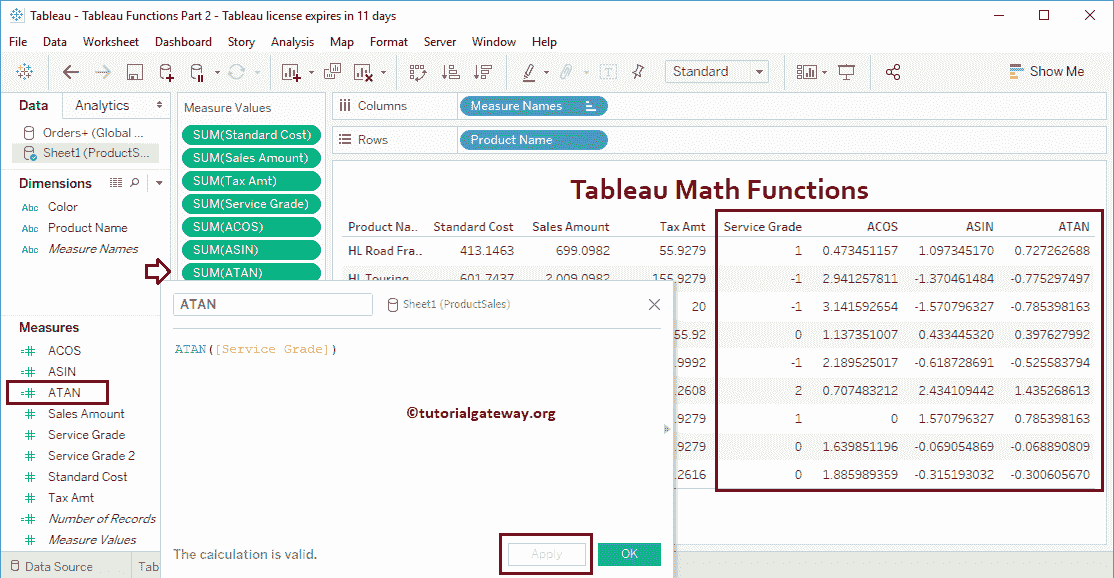 Tableau - Tableau Functions Part 2 - Tableau license expires in 11 days
File Data Worksheet Dashboard Story Analysis Map Format Server Window Help
Standard
Show Me
Data Analytics
Orders+ (Global ...
Sheet1 (ProductS...
Dimensions
Abc Color
Abc Product Name
Abc Measure Names
Measures
ACOS
ASIN
ATAN
Sales Amount
Service Grade
Service Grade 2
Standard Cost
Tax Amt
Number of Records
Measure Values
Measure Values
SUM(Standard Cost)
SUM(Sales Amount)
SUM(Tax Amt)
SUM(Service Grade)
SUM(ACOS)
SUM(ASIN)
SUM(ATAN)
Columns Measure Names
Rows Product Name
Tableau Math Functions
Product Na.. Standard Cost Sales Amount Tax Amt Service Grade ACOS ASIN ATAN
HL Road Fra.. 413.1463 699.0982 55.9279 1 0.473451157 1.097345170 0.727262688
HL Touring 601.7437 2,009.0982 155.9279 -1 2.941257811 -1.370461484 -0.775297497
20 -1 3.141592654 -1.570796327 -0.785398163
55.92 0 1.137351007 0.433445320 0.397627992
.9992 -1 2.189525017 -0.618728691 -0.525583794
.2608 2 0.707483212 2.434109442 1.435268613
.9279 1 0 1.570796327 0.785398163
.9279 0 1.639851196 -0.069054869 -0.068890809
.2616 0 1.885989359 -0.315193032 -0.300605670
ATAN Sheet1 (ProductSales)
ATAN([Service Grade])
©tutorialgateway.org
The calculation is valid.
Apply OK
Data Source Tab